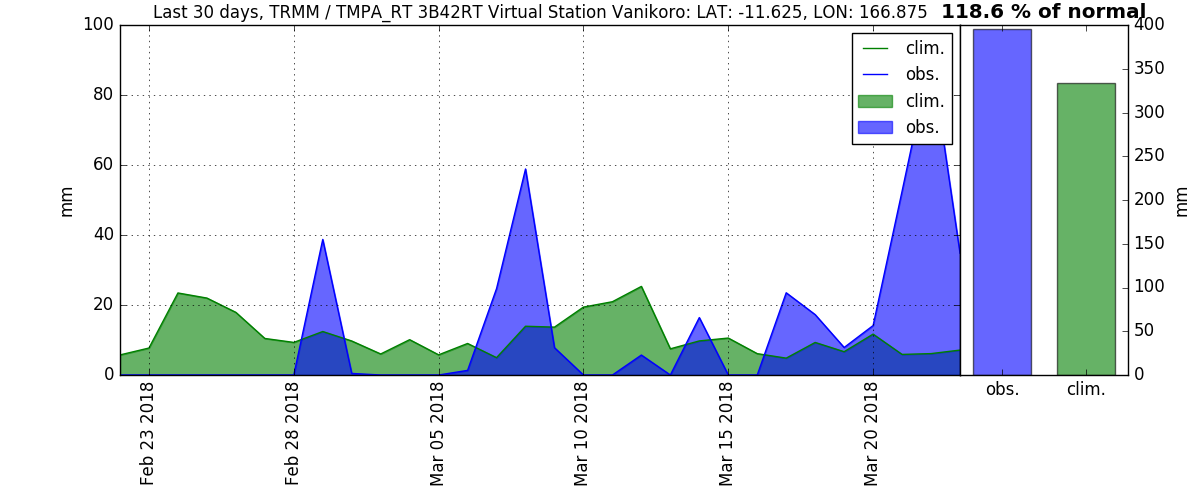 Last 30 days, TRMM / TMPA_RT 3B42RT Virtual Station Vanikoro: LAT: -11.625, LON: 166.875 118.6 % of normal
100
80
60
40
20
0
mm
clim.
obs.
clim.
obs.
400
350
300
250
200
150
100
50
0
mm
obs.
clim.
Feb 23 2018
Feb 28 2018
Mar 05 2018
Mar 10 2018
Mar 15 2018
Mar 20 2018